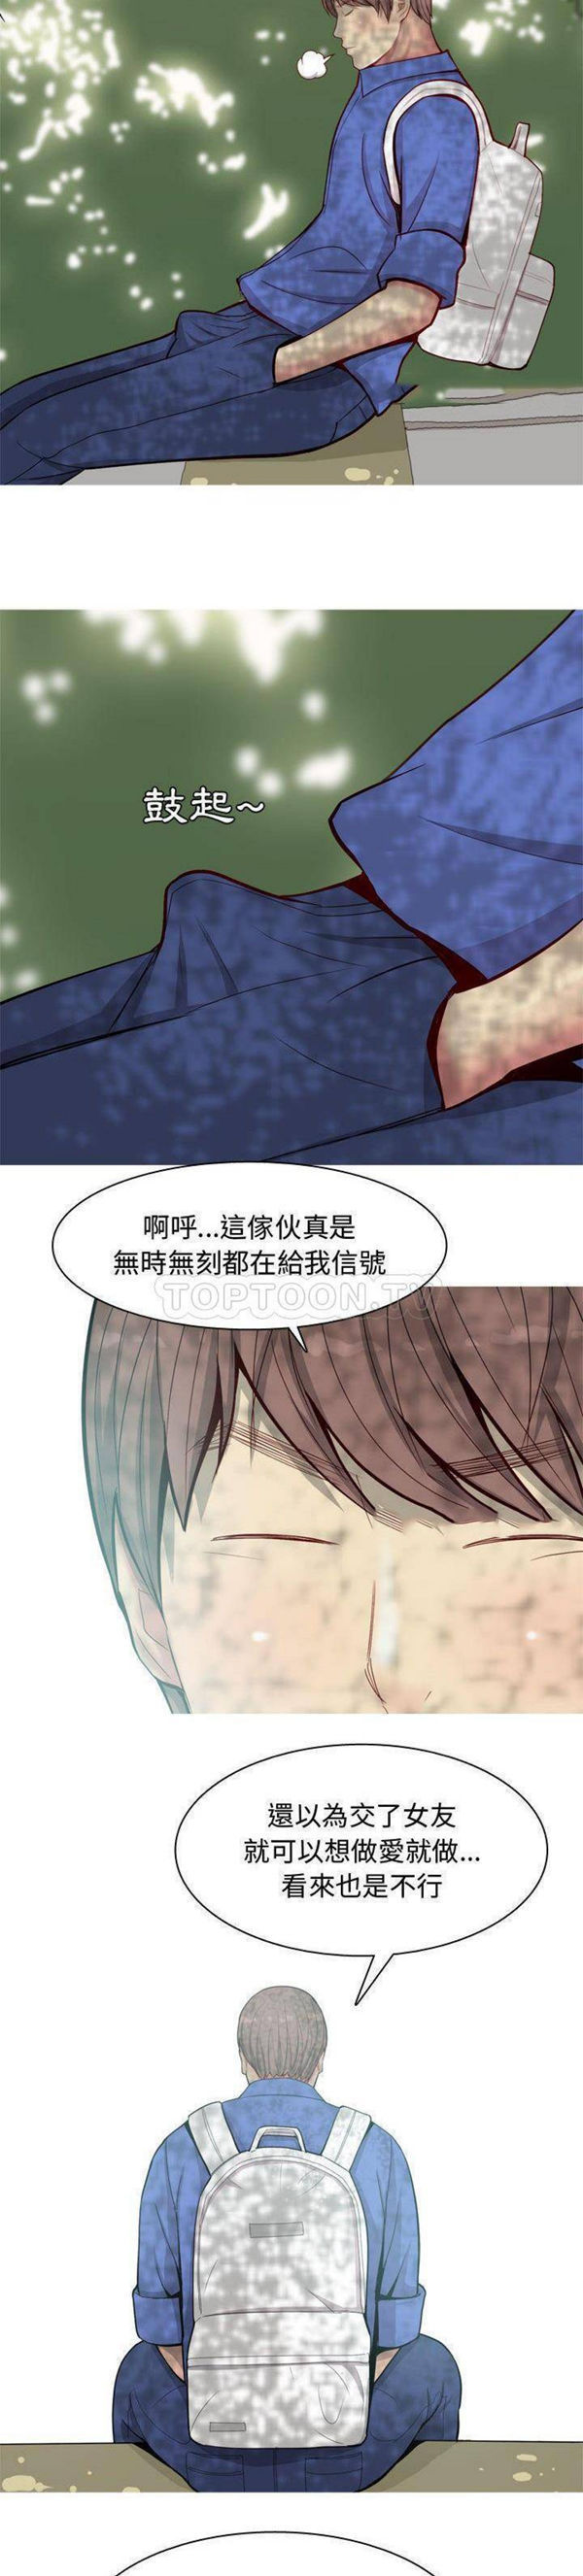 鼓起~
啊呼...這傢伙真是
無時無刻都在給我信號
TOPTOON.TV
還以為交了女友
就可以想做愛就做...
看來也是不行